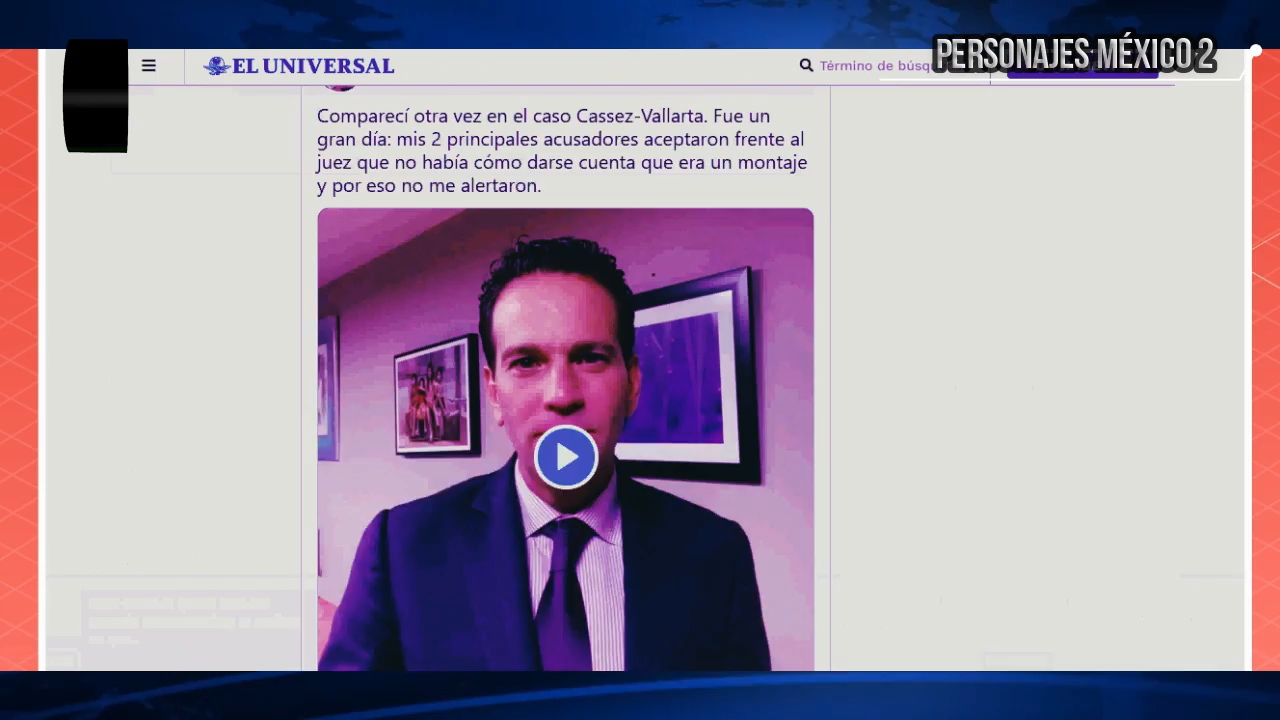 PERSONAJES MÉXICO 2
EL UNIVERSAL
Término de búsqu
Comparecí otra vez en el caso Cassez-Vallarta. Fue un
gran día: mis 2 principales acusadores aceptaron frente al
juez que no había cómo darse cuenta que era un montaje
y por eso no me alertaron.